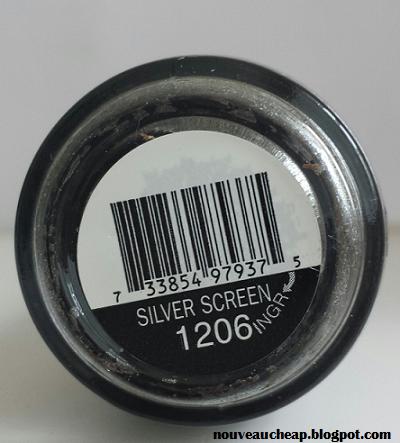 7 33854 97937 5
SILVER SCREEN
1206 INGR
nouveaucheap.blogspot.com